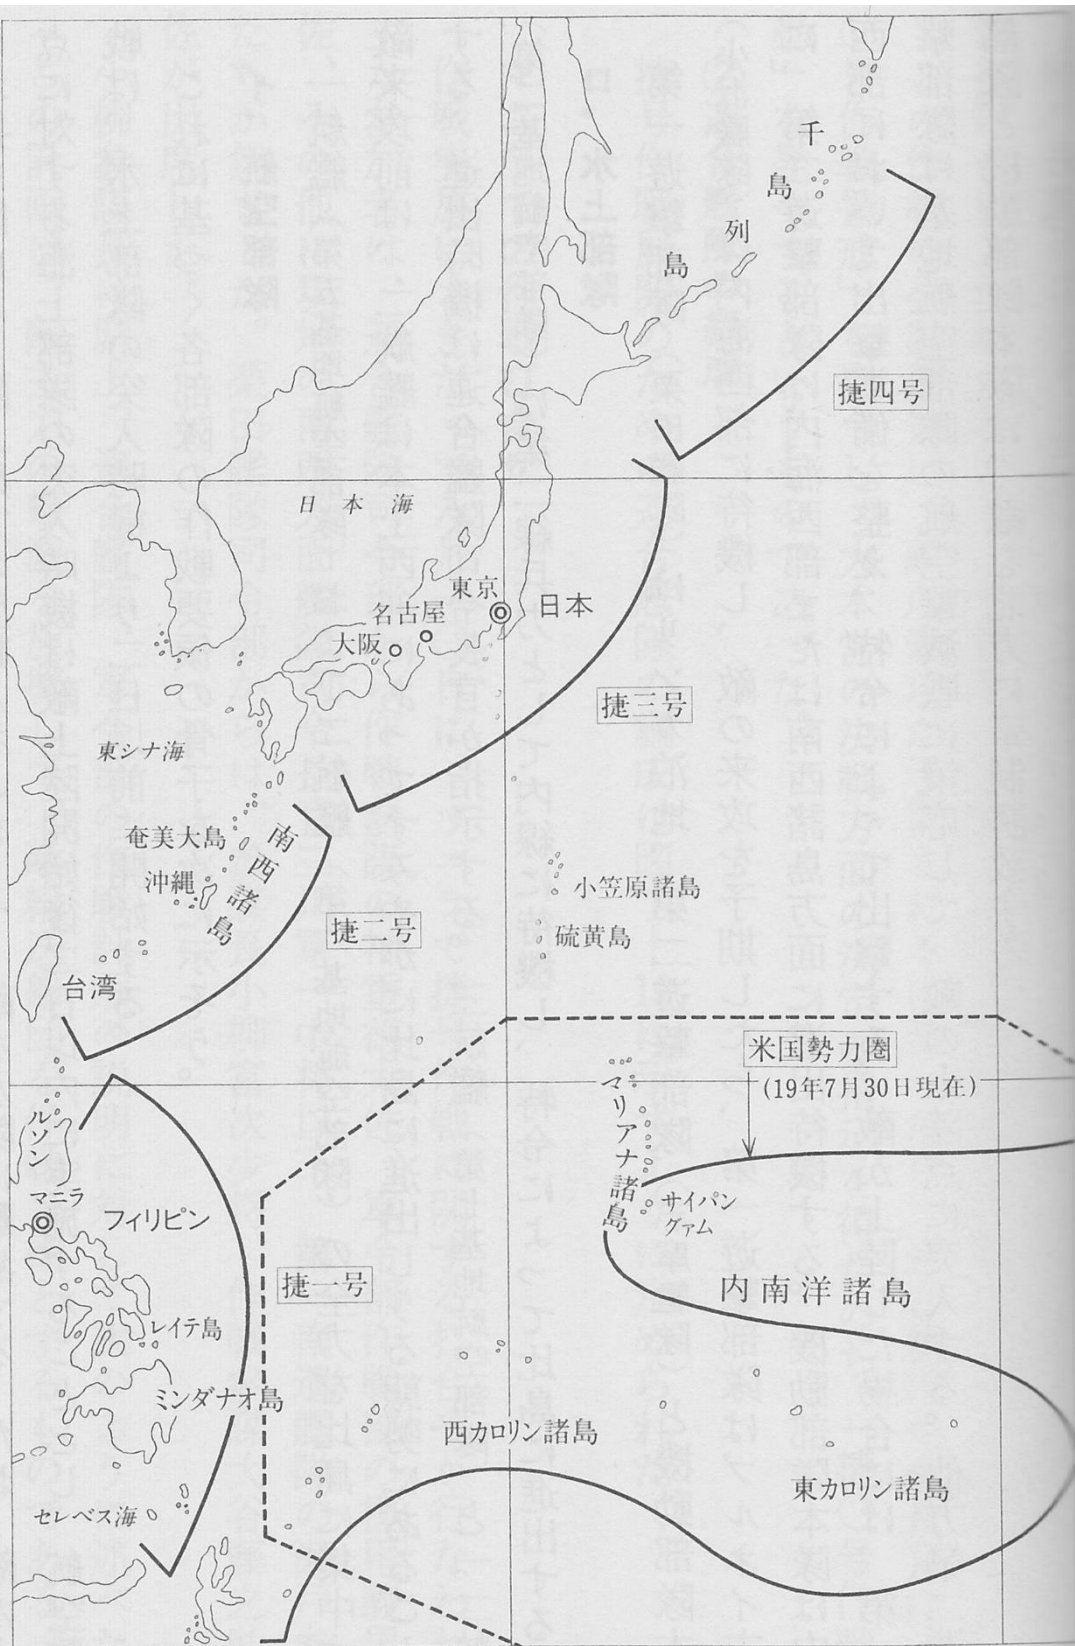 千島列島
捷四号
日本海
東京
日本
名古屋
大阪
捷三号
東シナ海
奄美大島
南西諸島
沖縄
小笠原諸島
捷二号
硫黄島
台湾
米国勢力圏
(19年7月30日現在)
マリアナ諸島
ルソン
マニラ
フィリピン
サイパン
グァム
捷一号
内南洋諸島
レイテ島
ミンダナオ島
西カロリン諸島
東カロリン諸島
セレベス海